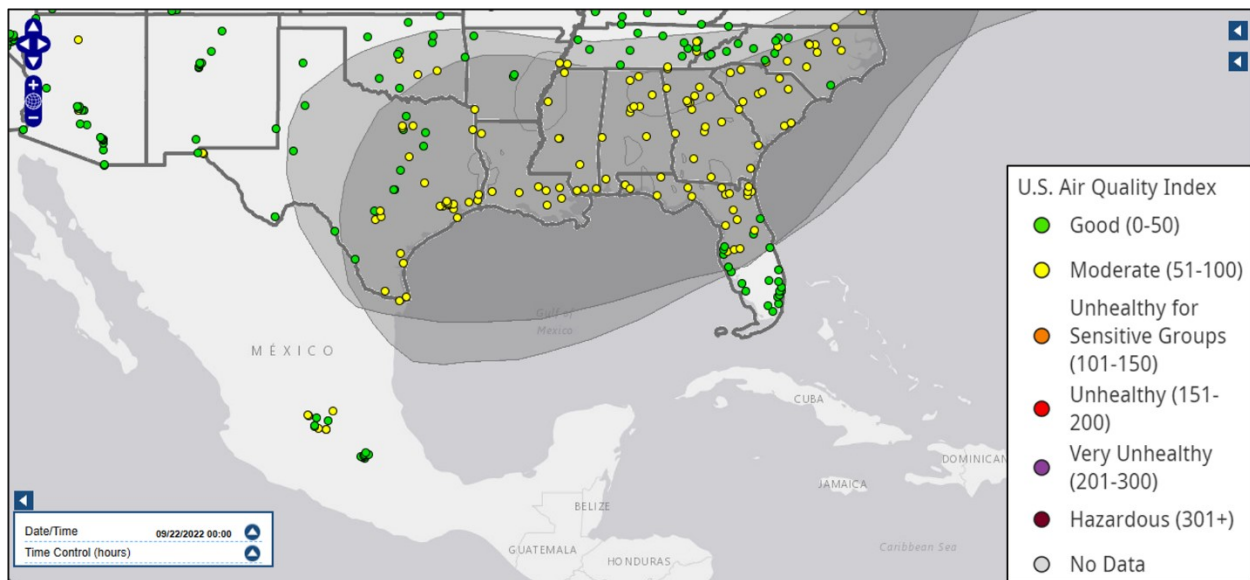 Gulf of
Mexico
MÉXICO
CUBA
DOMINICAN
JAMAICA
BELIZE
GUATEMALA
HONDURAS
Caribbean Sea
+
−
U.S. Air Quality Index
Good (0-50)
Moderate (51-100)
Unhealthy for
Sensitive Groups
(101-150)
Unhealthy (151-
200)
Very Unhealthy
(201-300)
Hazardous (301+)
No Data
Date/Time 09/22/2022 00:00
Time Control (hours)